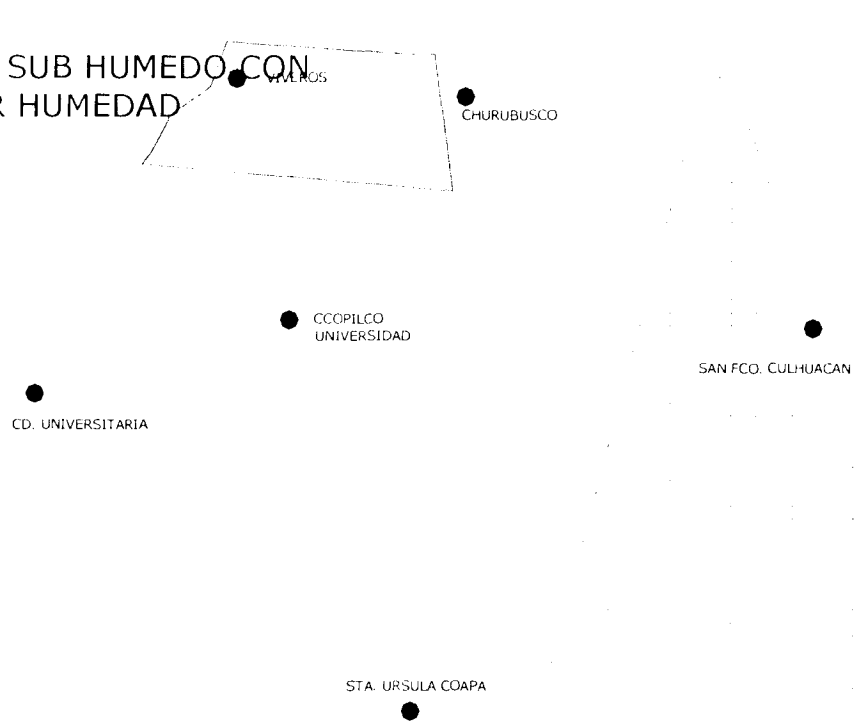 SUB HUMEDO CON
VIVEROS
R HUMEDAD
CHURUBUSCO
CCOPILCO
UNIVERSIDAD
SAN FCO. CULHUACAN
CD. UNIVERSITARIA
STA. URSULA COAPA